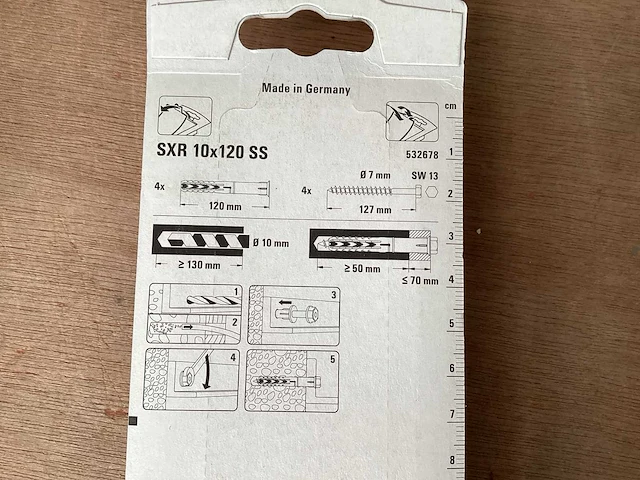 Made in Germany
cm
SXR 10x120 SS
532678
1
4x
120 mm
4x
Ø 7 mm
SW 13
127 mm
2
Ø 10 mm
≥ 130 mm
≥ 50 mm
≤ 70 mm
3
4
1
2
3
4
5
5
6
7
8